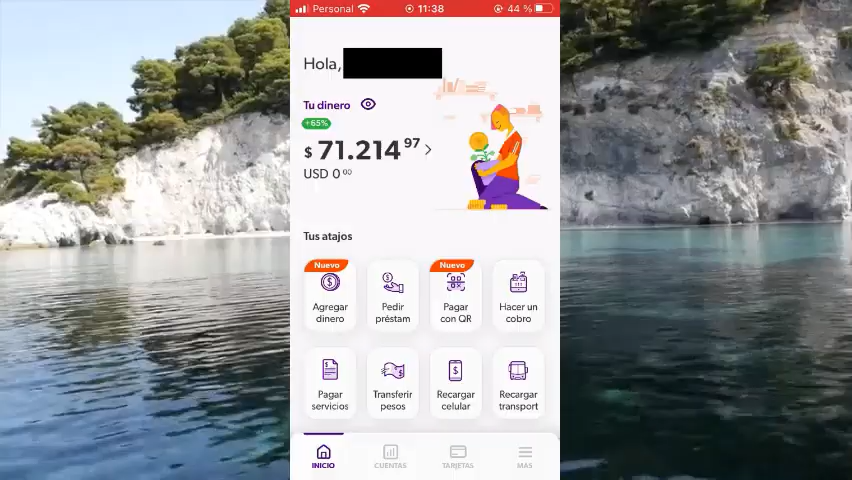 Personal 11:38 44 %
Hola,
Tu dinero
+65%
$ 71.214 97
USD 0 00
Tus atajos
Nuevo
Agregar
dinero
Pedir
préstam
Nuevo
Pagar
con QR
Hacer un
cobro
Pagar
servicios
Transferir
pesos
Recargar
celular
Recargar
transport
INICIO CUENTAS TARJETAS MÁS